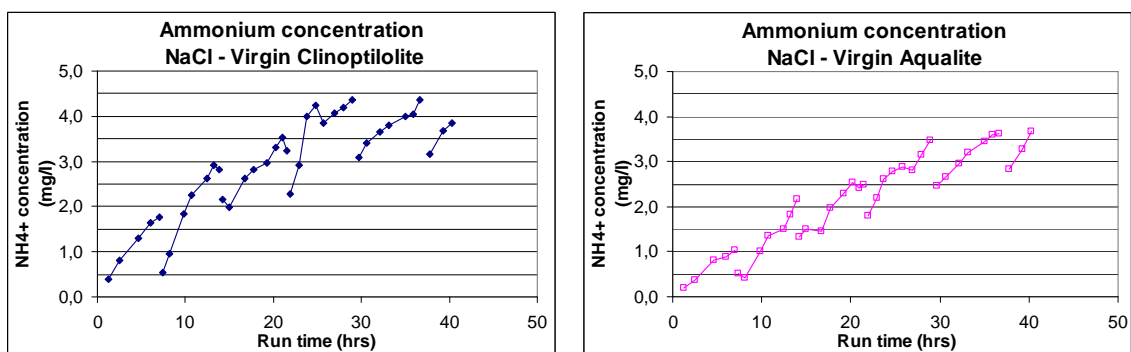 Ammonium concentration
NaCl - Virgin Clinoptilolite
NH4+ concentration
(mg/l)
5,0
4,0
3,0
2,0
1,0
0,0
0 10 20 30 40 50
Run time (hrs)
Ammonium concentration
NaCl - Virgin Aqualite
NH4+ concentration
(mg/l)
5,0
4,0
3,0
2,0
1,0
0,0
0 10 20 30 40 50
Run time (hrs)